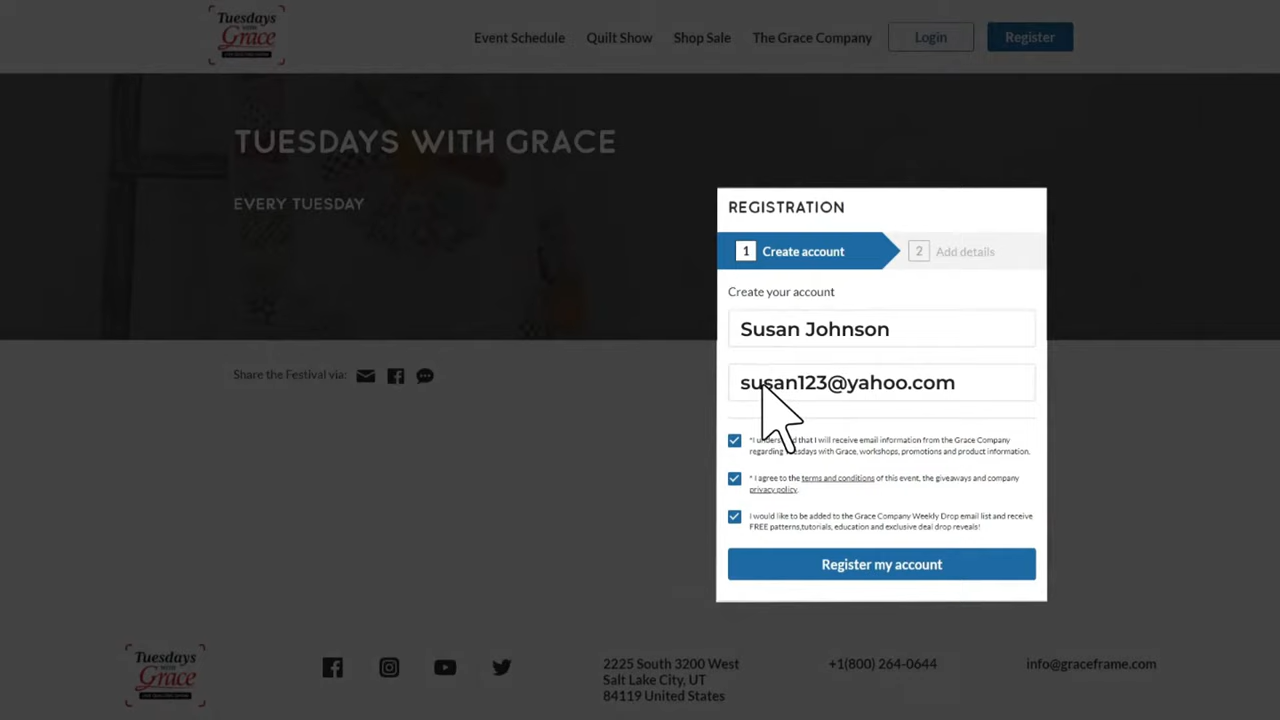 Tuesdays
WITH
Grace
Event Schedule
Quilt Show
Shop Sale
The Grace Company
Login
Register
TUESDAYS WITH GRACE
EVERY TUESDAY
REGISTRATION
1 Create account
2 Add details
Create your account
Susan Johnson
susan123@yahoo.com
*I understand that I will receive email information from the Grace Company
regarding Tuesdays with Grace, workshops, promotions and product information.
* I agree to the terms and conditions of this event, the giveaways and company
privacy policy.
I would like to be added to the Grace Company Weekly Drop email list and receive
FREE patterns,tutorials, education and exclusive deal drop reveals!
Register my account
Share the Festival via:
Tuesdays
WITH
Grace
2225 South 3200 West
Salt Lake City, UT
84119 United States
+1(800) 264-0644
info@graceframe.com